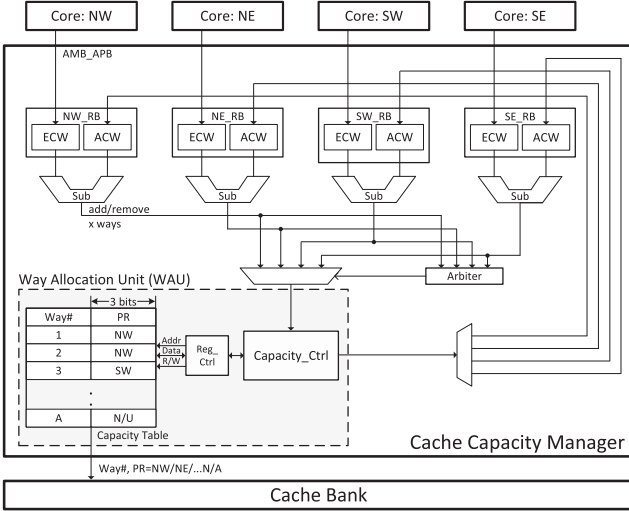 Core: NW
Core: NE
Core: SW
Core: SE
AMB_APB
NW_RB
NE_RB
SW_RB
SE_RB
ECW
ACW
ECW
ACW
ECW
ACW
ECW
ACW
Sub
Sub
Sub
Sub
add/remove
x ways
Arbiter
Way Allocation Unit (WAU)
3 bits
Way# PR
1 NW
2 NW
3 SW
.
.
A N/U
Capacity Table
Addr
Data
R/W
Reg_
Ctrl
Capacity_Ctrl
Cache Capacity Manager
Way#, PR=NW/NE/...N/A
Cache Bank